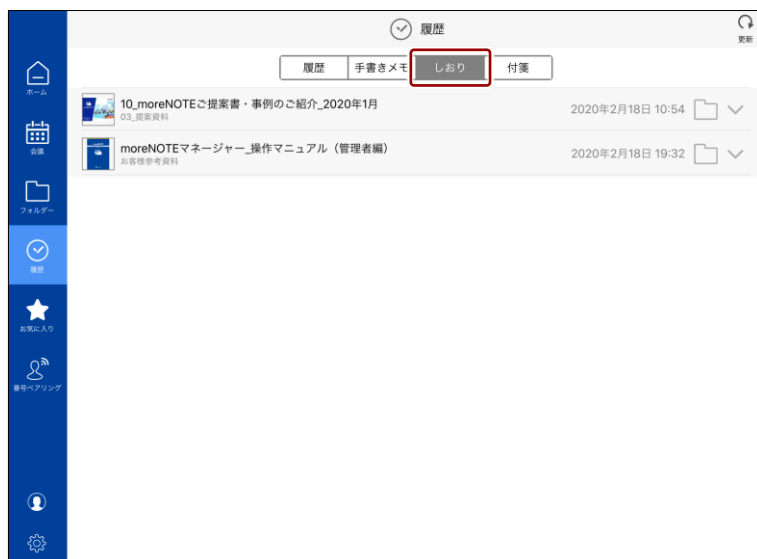 履歴
更新
履歴 手書きメモ しおり 付箋
10_moreNOTEご提案書・事例のご紹介_2020年1月
03_提案資料
2020年2月18日 10:54
moreNOTEマネージャー_操作マニュアル（管理者編）
お客様参考資料
2020年2月18日 19:32
ホーム
会議
フォルダー
履歴
お気に入り
番号ペアリング